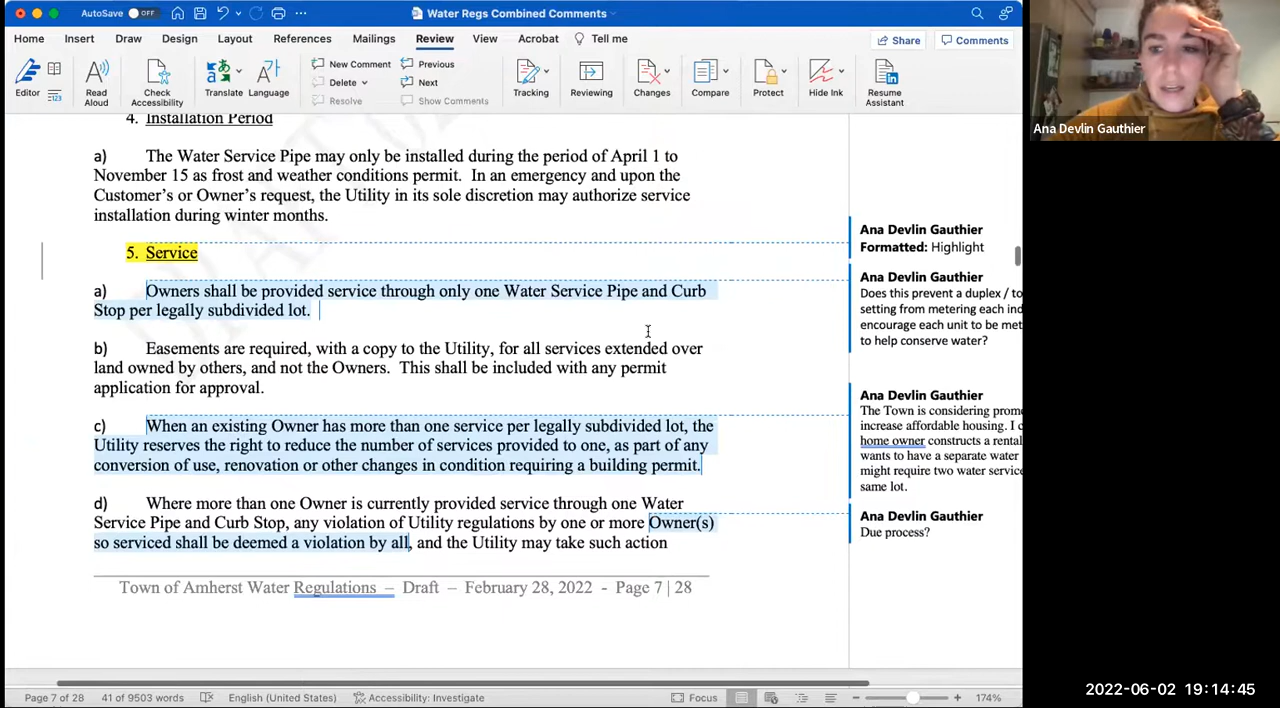 AutoSave OFF Water Regs Combined Comments
Home Insert Draw Design Layout References Mailings Review View Acrobat Tell me Share Comments
New Comment Previous
Delete Next
Resolve Show Comments
Editor Read Aloud Check Accessibility Translate Language Tracking Reviewing Changes Compare Protect Hide Ink Resume Assistant
Ana Devlin Gauthier
4. Installation Period
a) The Water Service Pipe may only be installed during the period of April 1 to
November 15 as frost and weather conditions permit. In an emergency and upon the
Customer's or Owner's request, the Utility in its sole discretion may authorize service
installation during winter months.
5. Service
a) Owners shall be provided service through only one Water Service Pipe and Curb
Stop per legally subdivided lot.
b) Easements are required, with a copy to the Utility, for all services extended over
land owned by others, and not the Owners. This shall be included with any permit
application for approval.
c) When an existing Owner has more than one service per legally subdivided lot, the
Utility reserves the right to reduce the number of services provided to one, as part of any
conversion of use, renovation or other changes in condition requiring a building permit.
d) Where more than one Owner is currently provided service through one Water
Service Pipe and Curb Stop, any violation of Utility regulations by one or more Owner(s)
so serviced shall be deemed a violation by all, and the Utility may take such action
Town of Amherst Water Regulations – Draft – February 28, 2022 - Page 7 | 28
Ana Devlin Gauthier
Formatted: Highlight
Ana Devlin Gauthier
Does this prevent a duplex / to
setting from metering each ind
encourage each unit to be met
to help conserve water?
Ana Devlin Gauthier
The Town is considering prom
increase affordable housing. I c
home owner constructs a rental
wants to have a separate water
might require two water service
same lot.
Ana Devlin Gauthier
Due process?
Page 7 of 28 41 of 9503 words English (United States) Accessibility: Investigate Focus 174%
2022-06-02 19:14:45